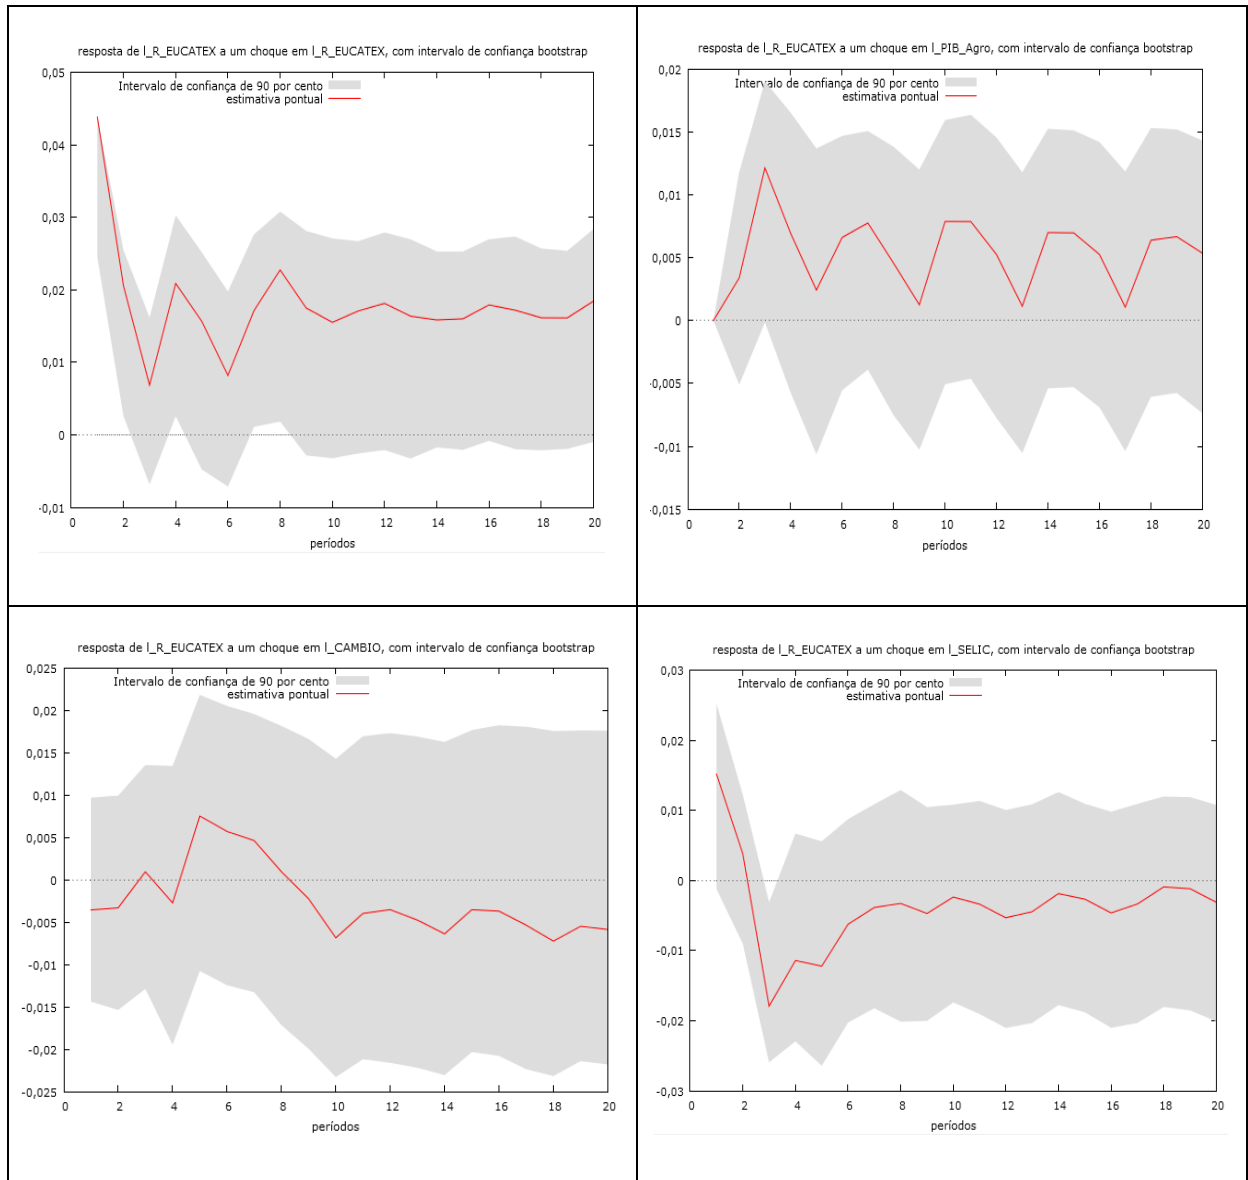 resposta de l_R_EUCATEX a um choque em l_R_EUCATEX, com intervalo de confiança bootstrap
0,05
0,04
0,03
0,02
0,01
0
-0,01
Intervalo de confiança de 90 por cento
estimativa pontual
0 2 4 6 8 10 12 14 16 18 20
períodos
resposta de l_R_EUCATEX a um choque em l_PIB_Agro, com intervalo de confiança bootstrap
0,02
0,015
0,01
0,005
0
-0,005
-0,01
-0,015
Intervalo de confiança de 90 por cento
estimativa pontual
0 2 4 6 8 10 12 14 16 18 20
períodos
resposta de l_R_EUCATEX a um choque em l_CAMBIO, com intervalo de confiança bootstrap
0,025
0,02
0,015
0,01
0,005
0
-0,005
-0,01
-0,015
-0,02
-0,025
Intervalo de confiança de 90 por cento
estimativa pontual
0 2 4 6 8 10 12 14 16 18 20
períodos
resposta de l_R_EUCATEX a um choque em l_SELIC, com intervalo de confiança bootstrap
0,03
0,02
0,01
0
-0,01
-0,02
-0,03
Intervalo de confiança de 90 por cento
estimativa pontual
0 2 4 6 8 10 12 14 16 18 20
períodos